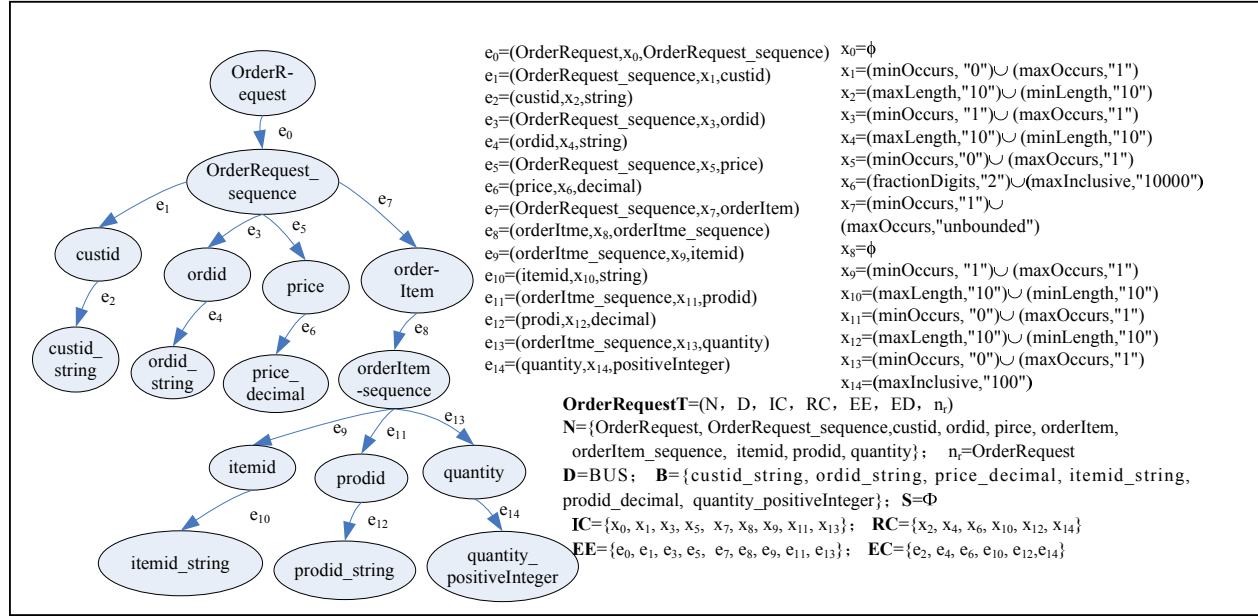 OrderR-
equest
e0
OrderRequest_
sequence
e1
e3
e5
e7
custid
ordid
price
order-
Item
e2
e4
e6
e8
custid_
string
ordid_
string
price_
decimal
orderItem
-sequence
e9
e11
e13
itemid
prodid
quantity
e10
e12
e14
itemid_string
prodid_string
quantity_
positiveInteger
e0=(OrderRequest,x0,OrderRequest_sequence)
e1=(OrderRequest_sequence,x1,custid)
e2=(custid,x2,string)
e3=(OrderRequest_sequence,x3,ordid)
e4=(ordid,x4,string)
e5=(OrderRequest_sequence,x5,price)
e6=(price,x6,decimal)
e7=(OrderRequest_sequence,x7,orderItem)
e8=(orderItme,x8,orderItme_sequence)
e9=(orderItme_sequence,x9,itemid)
e10=(itemid,x10,string)
e11=(orderItme_sequence,x11,prodid)
e12=(prodi,x12,decimal)
e13=(orderItme_sequence,x13,quantity)
e14=(quantity,x14,positiveInteger)
x0=ϕ
x1=(minOccurs, "0")∪ (maxOccurs,"1")
x2=(maxLength,"10")∪ (minLength,"10")
x3=(minOccurs, "1")∪ (maxOccurs,"1")
x4=(maxLength,"10")∪ (minLength,"10")
x5=(minOccurs,"0")∪ (maxOccurs,"1")
x6=(fractionDigits,"2")∪(maxInclusive,"10000")
x7=(minOccurs,"1")∪
(maxOccurs,"unbounded")
x8=ϕ
x9=(minOccurs, "1")∪ (maxOccurs,"1")
x10=(maxLength,"10")∪ (minLength,"10")
x11=(minOccurs, "0")∪ (maxOccurs,"1")
x12=(maxLength,"10")∪ (minLength,"10")
x13=(minOccurs, "0")∪ (maxOccurs,"1")
x14=(maxInclusive,"100")
OrderRequestT=(N，D，IC，RC，EE，ED，nr)
N={OrderRequest, OrderRequest_sequence,custid, ordid, pirce, orderItem,
orderItem_sequence, itemid, prodid, quantity}； nr=OrderRequest
D=BUS； B={custid_string, ordid_string, price_decimal, itemid_string,
prodid_decimal, quantity_positiveInteger}；S=Φ
IC={x0, x1, x3, x5, x7, x8, x9, x11, x13}； RC={x2, x4, x6, x10, x12, x14}
EE={e0, e1, e3, e5, e7, e8, e9, e11, e13}； EC={e2, e4, e6, e10, e12,e14}